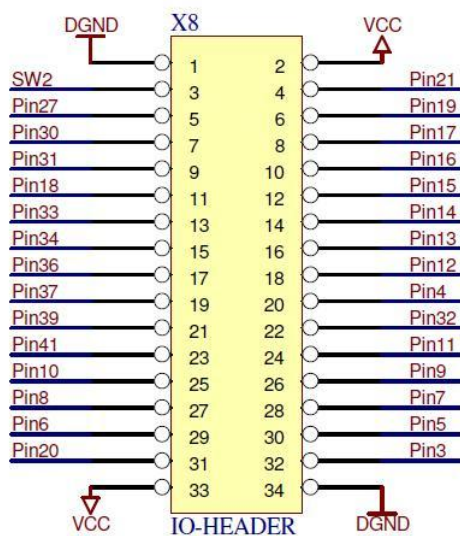 X8
DGND VCC
1 2
SW2 3 4 Pin21
Pin27 5 6 Pin19
Pin30 7 8 Pin17
Pin31 9 10 Pin16
Pin18 11 12 Pin15
Pin33 13 14 Pin14
Pin34 15 16 Pin13
Pin36 17 18 Pin12
Pin37 19 20 Pin4
Pin39 21 22 Pin32
Pin41 23 24 Pin11
Pin10 25 26 Pin9
Pin8 27 28 Pin7
Pin6 29 30 Pin5
Pin20 31 32 Pin3
33 34
VCC IO-HEADER DGND